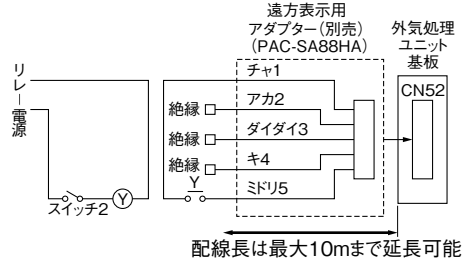 遠方表示用
アダプター(別売)
(PAC-SA88HA)
外気処理
ユニット
基板
リレー電源
チャ1
CN52
アカ2
絶縁
ダイダイ3
絶縁
キ4
絶縁
Y
ミドリ5
スイッチ2
Y
配線長は最大10mまで延長可能